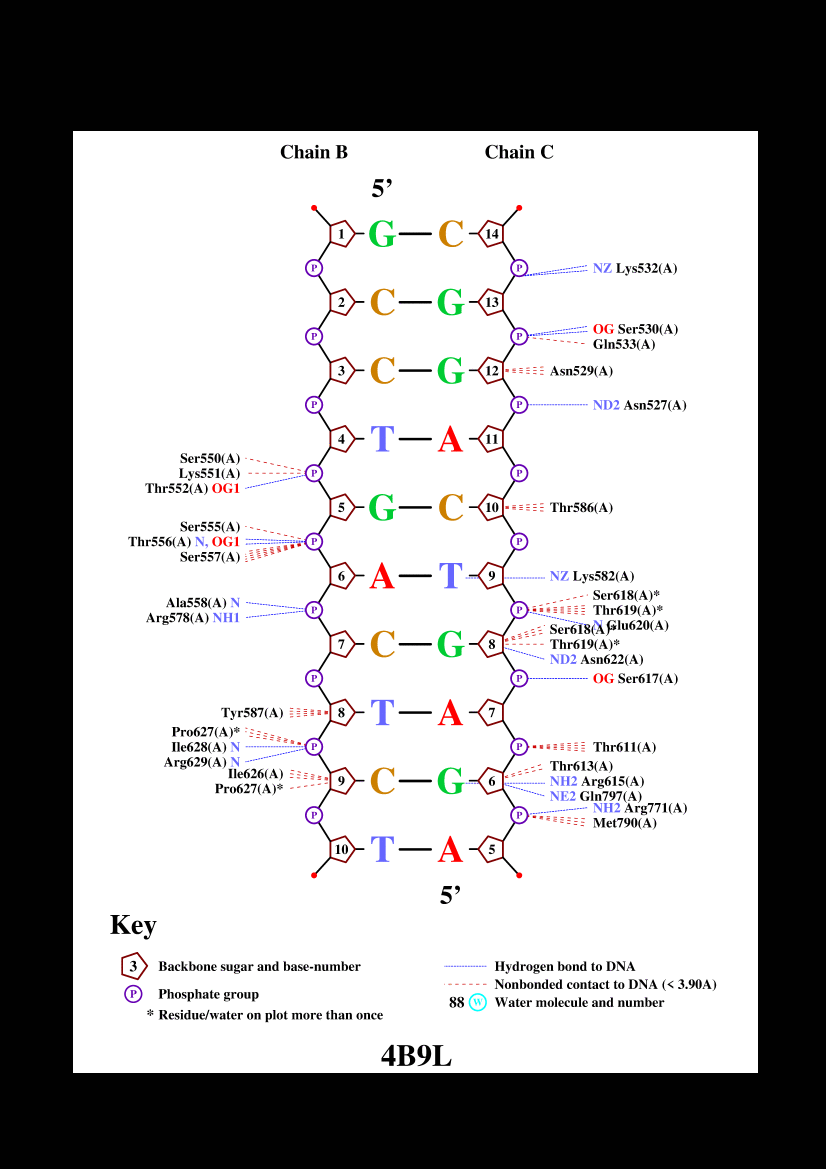 Chain B Chain C
5’
1 G C 14
P P NZ Lys532(A)
2 C G 13
P P OG Ser530(A)
Gln533(A)
3 C G 12 Asn529(A)
P P ND2 Asn527(A)
4 T A 11
Ser550(A)
Lys551(A) P P
Thr552(A) OG1
5 G C 10 Thr586(A)
Ser555(A)
Thr556(A) N, OG1 P P
Ser557(A)
6 A T 9 NZ Lys582(A)
Ser618(A)*
Ala558(A) N P P Thr619(A)*
Arg578(A) NH1 N Glu620(A)
Ser618(A)*
7 C G 8 Thr619(A)*
ND2 Asn622(A)
P P OG Ser617(A)
Tyr587(A) 8 T A 7
Pro627(A)*
Ile628(A) N P P Thr611(A)
Arg629(A) N
Ile626(A) Thr613(A)
9 C G 6 NH2 Arg615(A)
Pro627(A)* NE2 Gln797(A)
P P NH2 Arg771(A)
Met790(A)
10 T A 5
5’
Key
3 Backbone sugar and base-number
P Phosphate group
* Residue/water on plot more than once
Hydrogen bond to DNA
Nonbonded contact to DNA (< 3.90A)
88 W Water molecule and number
4B9L